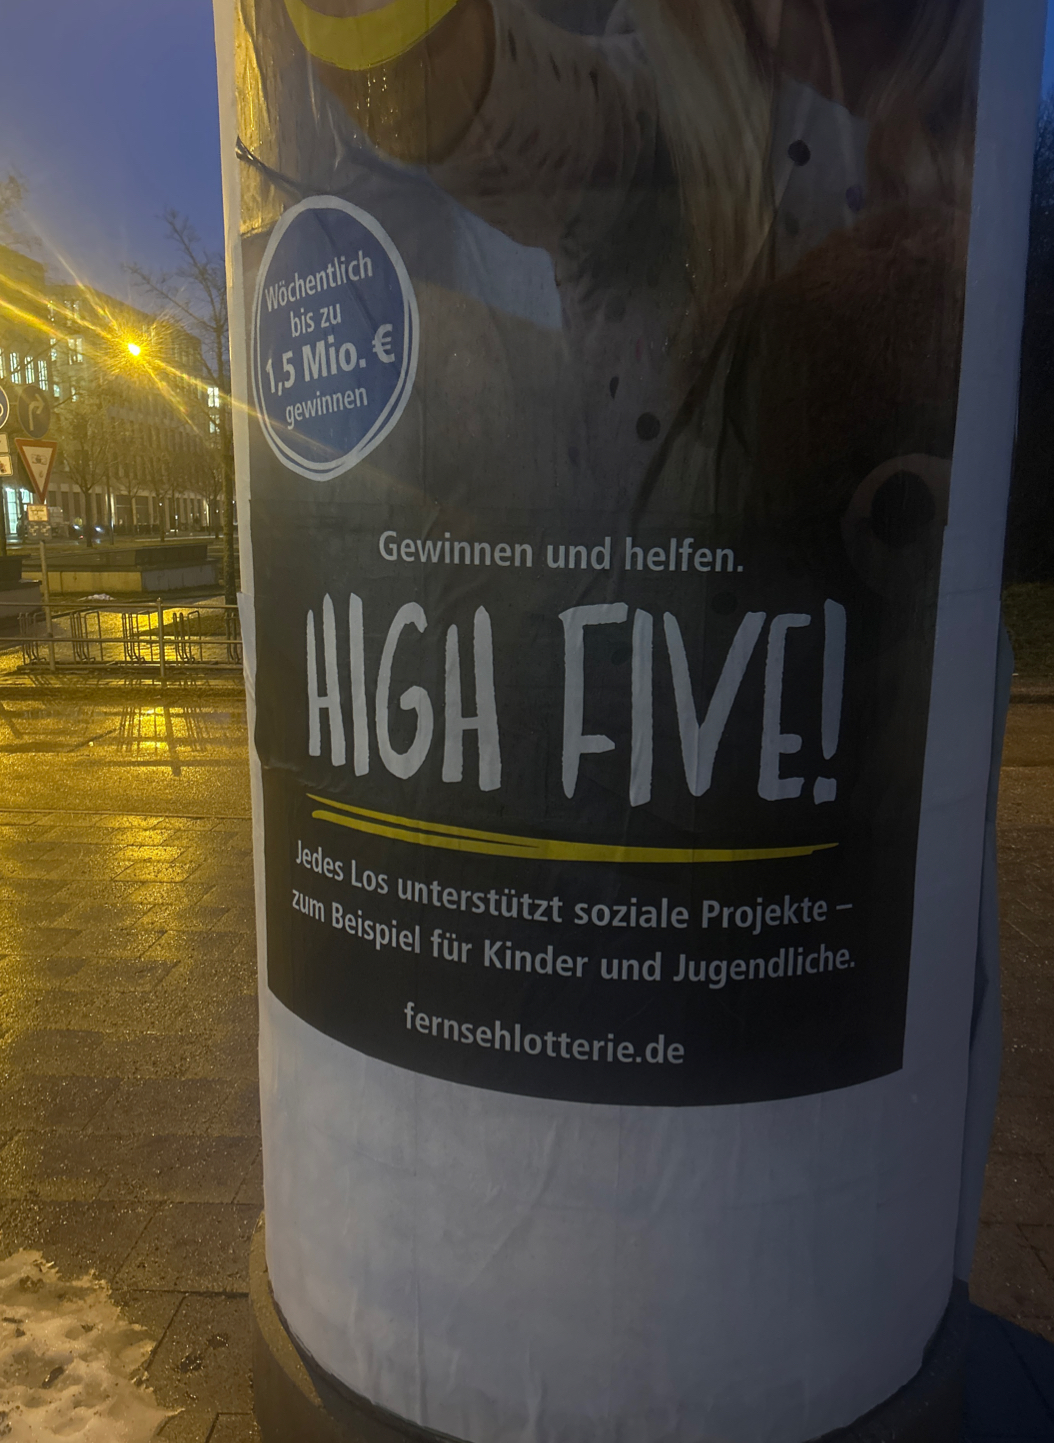 Wöchentlich
bis zu
1,5 Mio. €
gewinnen
Gewinnen und helfen.
HIGH FIVE!
Jedes Los unterstützt soziale Projekte –
zum Beispiel für Kinder und Jugendliche.
fernsehlotterie.de